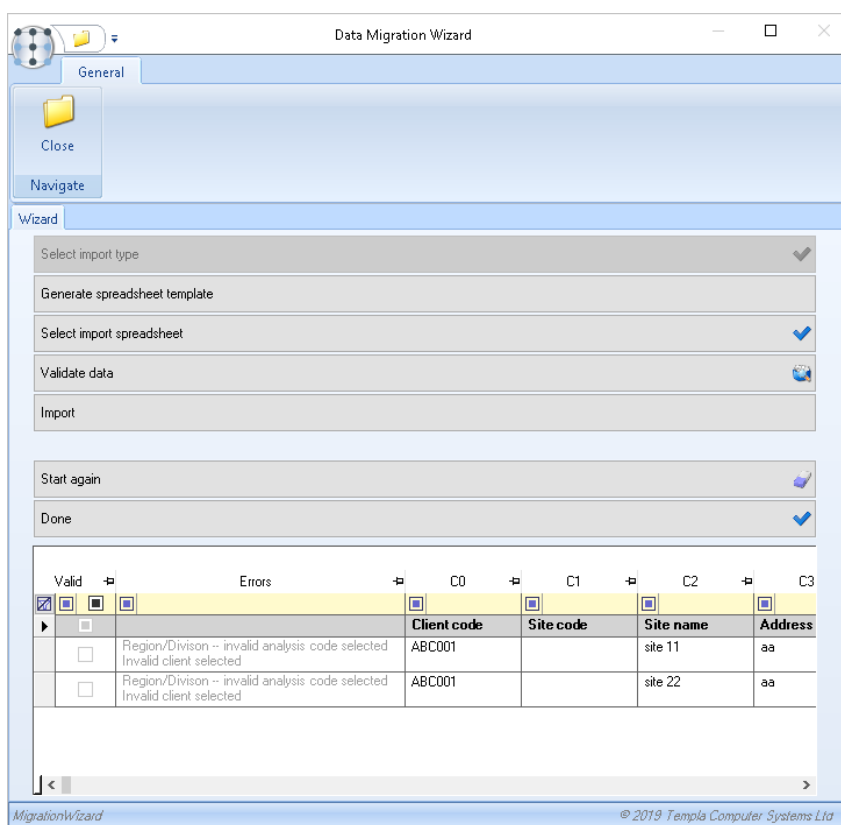 Data Migration Wizard
General
Close
Navigate
Wizard
Select import type
Generate spreadsheet template
Select import spreadsheet
Validate data
Import
Start again
Done
Valid Errors C0 C1 C2 C3
Client code Site code Site name Address
Region/Divison -- invalid analysis code selected ABC001 site 11 aa
Invalid client selected
Region/Divison -- invalid analysis code selected ABC001 site 22 aa
Invalid client selected
MigrationWizard © 2019 Templa Computer Systems Ltd